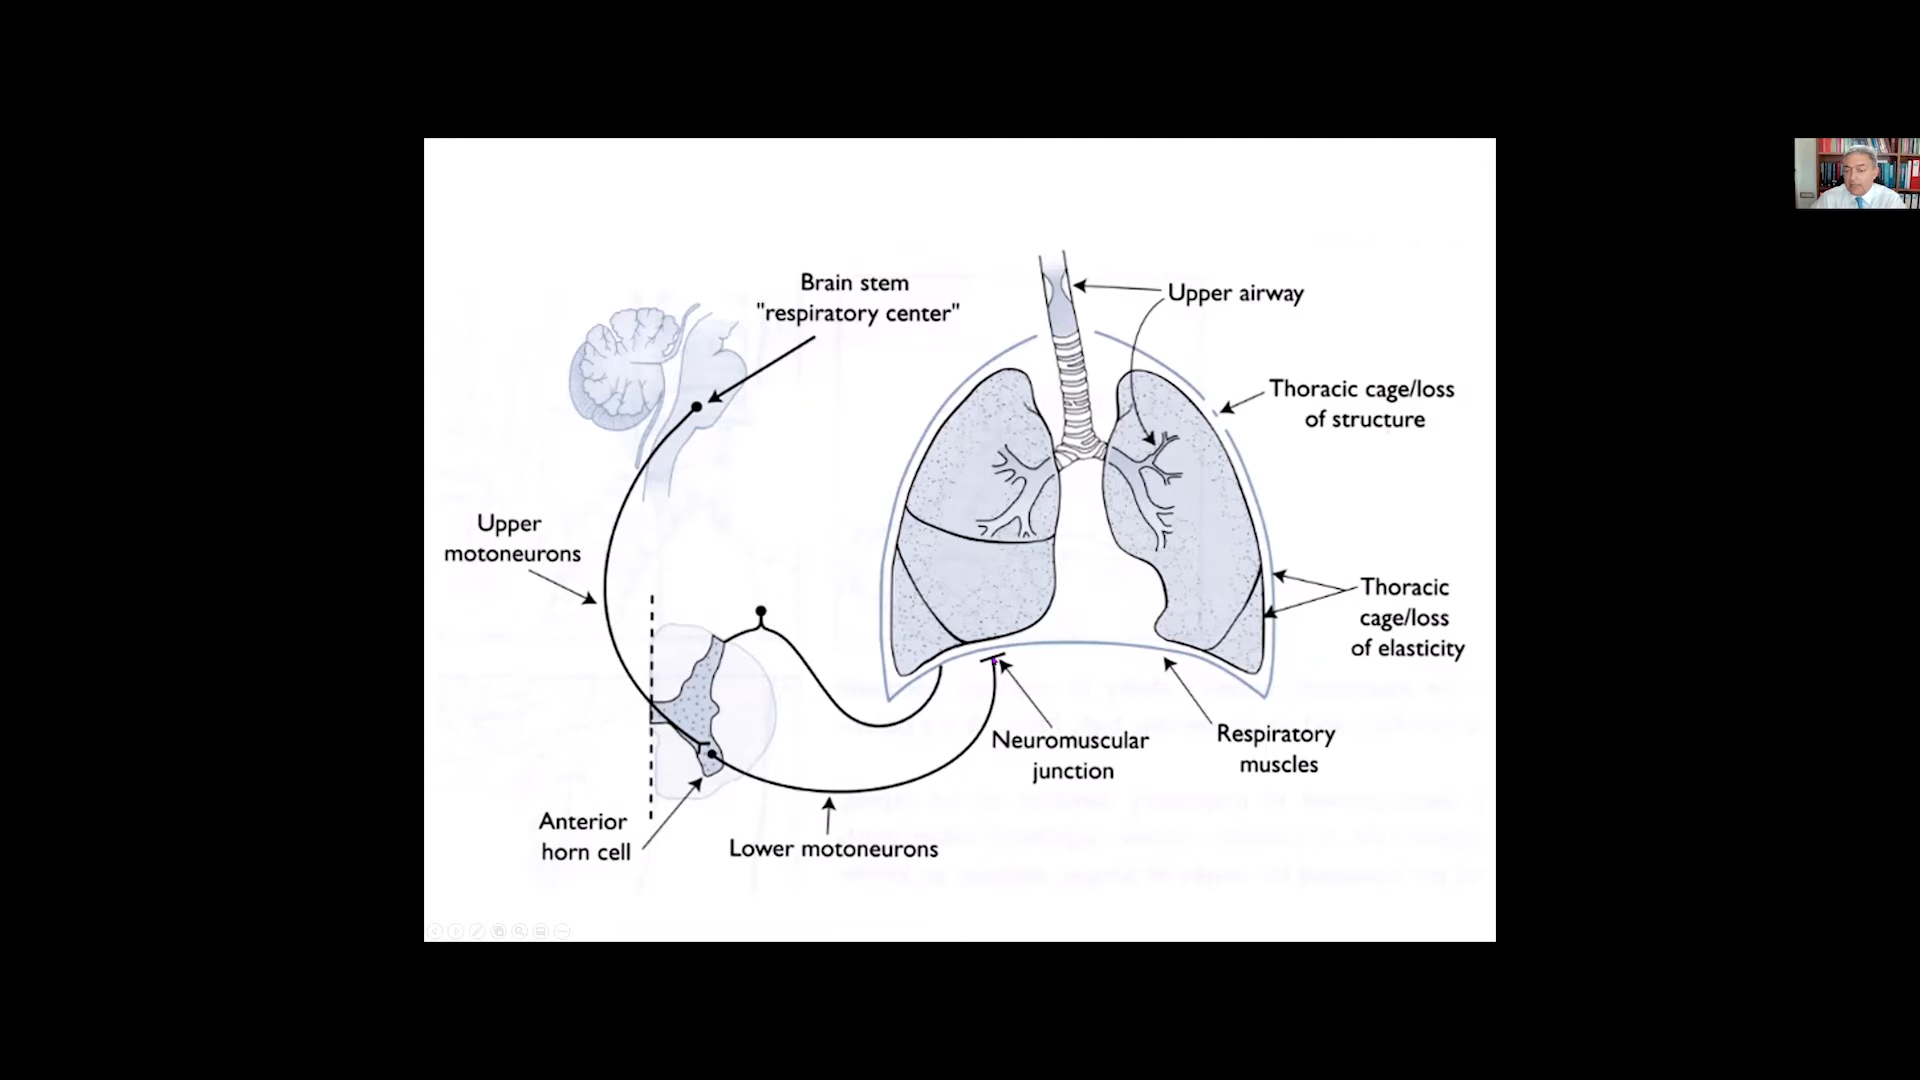 Brain stem
"respiratory center"
Upper airway
Thoracic cage/loss
of structure
Upper
motoneurons
Thoracic
cage/loss
of elasticity
Neuromuscular
junction
Respiratory
muscles
Anterior
horn cell
Lower motoneurons